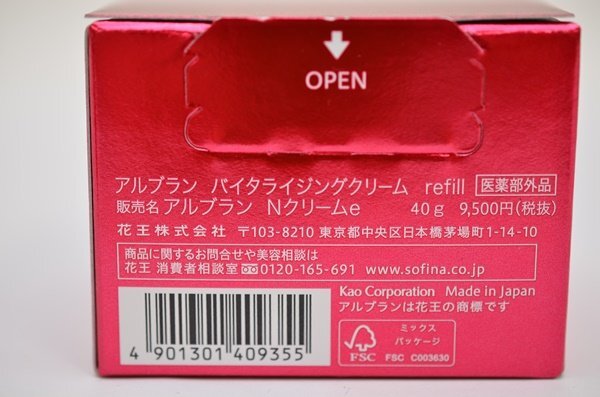 OPEN
アルブラン バイタライジングクリーム refill 医薬部外品
販売名 アルブラン Nクリームe 40g 9,500円(税抜)
花王株式会社 〒103-8210 東京都中央区日本橋茅場町1-14-10
商品に関するお問合せや美容相談は
花王 消費者相談室 0120-165-691 www.sofina.co.jp
Kao Corporation Made in Japan
アルブランは花王の商標です
4 901301 409355
FSC
ミックス
パッケージ
FSC C003630